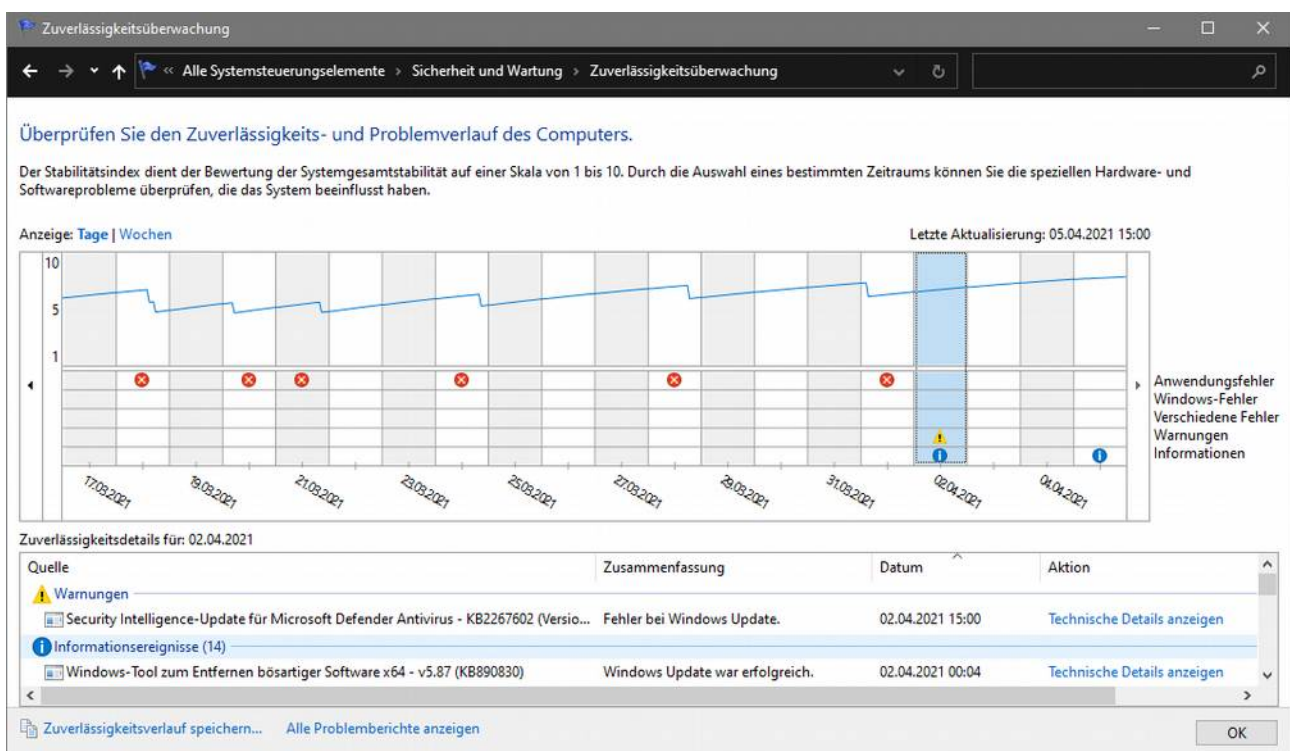 Zuverlässigkeitsüberwachung
« Alle Systemsteuerungselemente > Sicherheit und Wartung > Zuverlässigkeitsüberwachung
Überprüfen Sie den Zuverlässigkeits- und Problemverlauf des Computers.
Der Stabilitätsindex dient der Bewertung der Systemgesamtstabilität auf einer Skala von 1 bis 10. Durch die Auswahl eines bestimmten Zeitraums können Sie die speziellen Hardware- und
Softwareprobleme überprüfen, die das System beeinflusst haben.
Anzeige: Tage | Wochen Letzte Aktualisierung: 05.04.2021 15:00
10
5
1
Anwendungsfehler
Windows-Fehler
Verschiedene Fehler
Warnungen
Informationen
17.03.2021 19.03.2021 21.03.2021 23.03.2021 25.03.2021 27.03.2021 29.03.2021 31.03.2021 02.04.2021 04.04.2021
Zuverlässigkeitsdetails für: 02.04.2021
Quelle Zusammenfassung Datum Aktion
Warnungen
Security Intelligence-Update für Microsoft Defender Antivirus - KB2267602 (Versio... Fehler bei Windows Update. 02.04.2021 15:00 Technische Details anzeigen
Informationsereignisse (14)
Windows-Tool zum Entfernen bösartiger Software x64 - v5.87 (KB890830) Windows Update war erfolgreich. 02.04.2021 00:04 Technische Details anzeigen
Zuverlässigkeitsverlauf speichern... Alle Problemberichte anzeigen OK